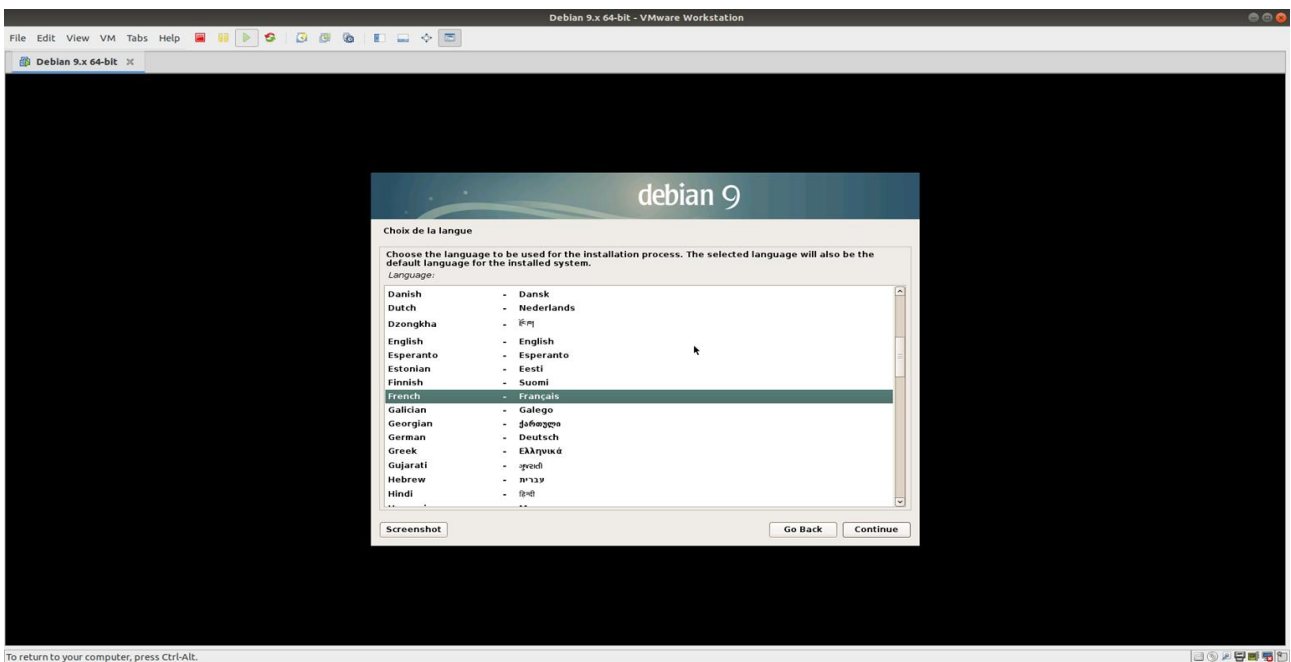 Debian 9.x 64-bit - VMware Workstation
File Edit View VM Tabs Help
Debian 9.x 64-bit
debian 9
Choix de la langue
Choose the language to be used for the installation process. The selected language will also be the
default language for the installed system.
Language:
Danish - Dansk
Dutch - Nederlands
Dzongkha -
English - English
Esperanto - Esperanto
Estonian - Eesti
Finnish - Suomi
French - Français
Galician - Galego
Georgian - ქართული
German - Deutsch
Greek - Ελληνικά
Gujarati - ગુજરાતી
Hebrew - עברית
Hindi - हिन्दी
Screenshot Go Back Continue
To return to your computer, press Ctrl-Alt.